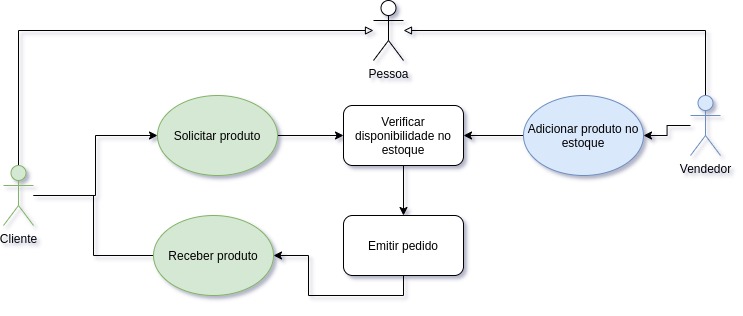 Pessoa
Solicitar produto
Verificar
disponibilidade no
estoque
Adicionar produto no
estoque
Vendedor
Cliente
Receber produto
Emitir pedido